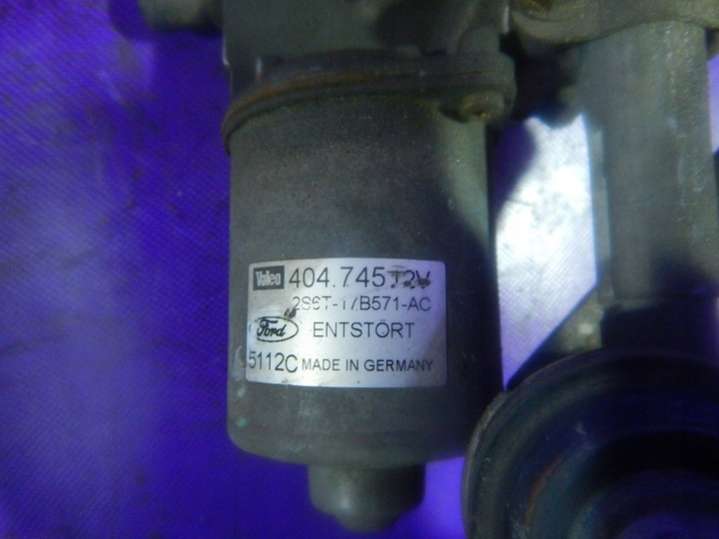 Valeo 404.745 12V
2S6T-17B571-AC
Ford ENTSTÖRT
5112C MADE IN GERMANY